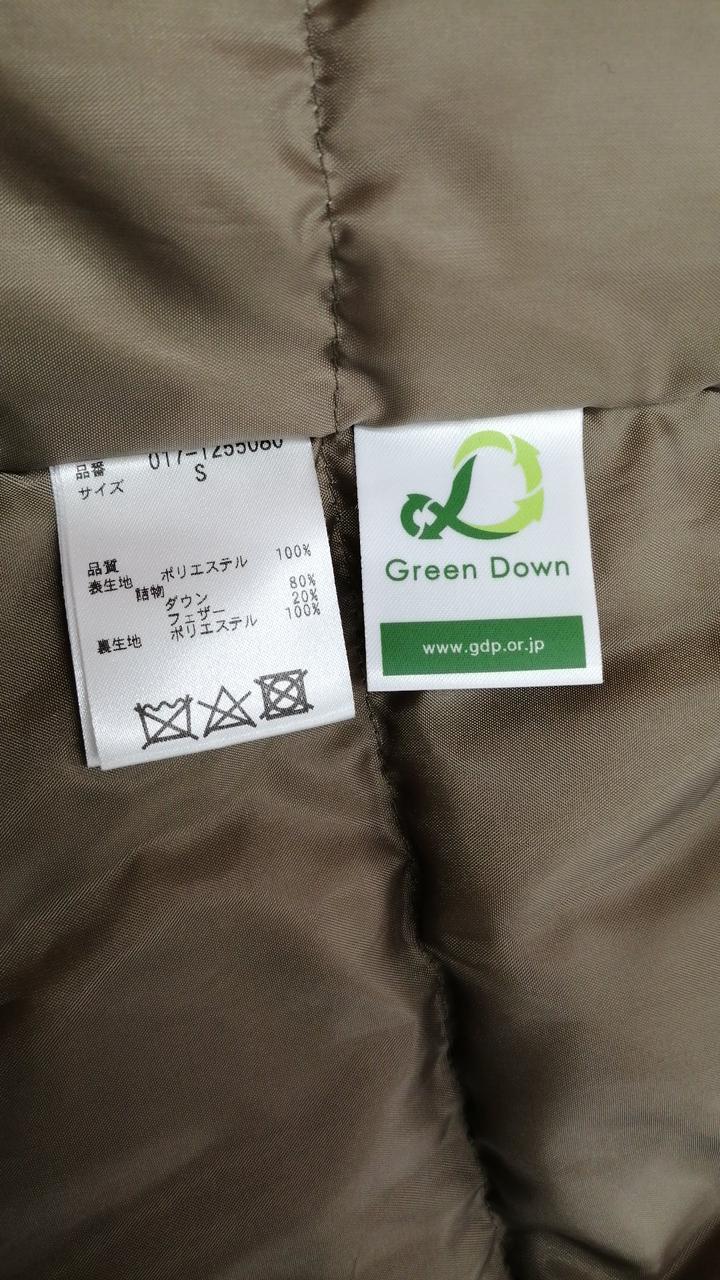 品番 017-1255080
サイズ S
品質
表生地 ポリエステル 100%
詰物
ダウン 80%
フェザー 20%
裏生地 ポリエステル 100%
Green Down
www.gdp.or.jp